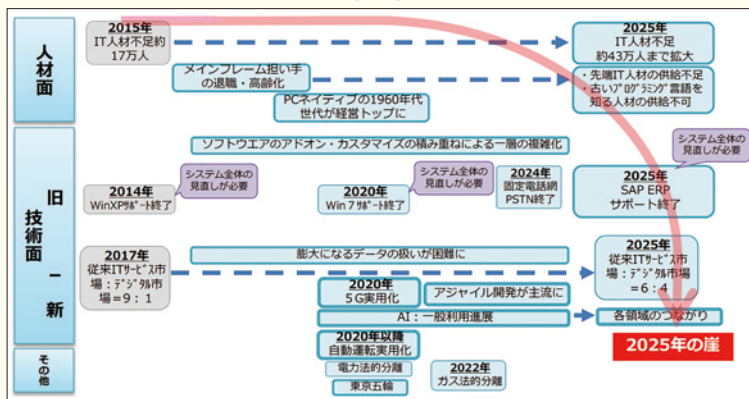 人材面
2015年
IT人材不足約
17万人
2025年
IT人材不足
約43万人まで拡大
メインフレーム担い手
の退職・高齢化
・先端IT人材の供給不足
・古いプログラミング言語を
知る人材の供給不可
PCネイティブの1960年代
世代が経営トップに
技術面
旧
-
新
ソフトウエアのアドオン・カスタマイズの積み重ねによる一層の複雑化
システム全体の
見直しが必要
2014年
WinXPサポート終了
2020年
Win7サポート終了
システム全体の
見直しが必要
2024年
固定電話網
PSTN終了
システム全体の
見直しが必要
2025年
SAP ERP
サポート終了
2017年
従来ITサービス市
場:デジタル市
場=9:1
膨大になるデータの扱いが困難に
2025年
従来ITサービス市
場:デジタル市場
=6:4
2020年
5G実用化
アジャイル開発が主流に
AI:一般利用進展
各領域のつながり
2020年以降
自動運転実用化
2025年の崖
その他
電力法的分離
2022年
ガス法的分離
東京五輪